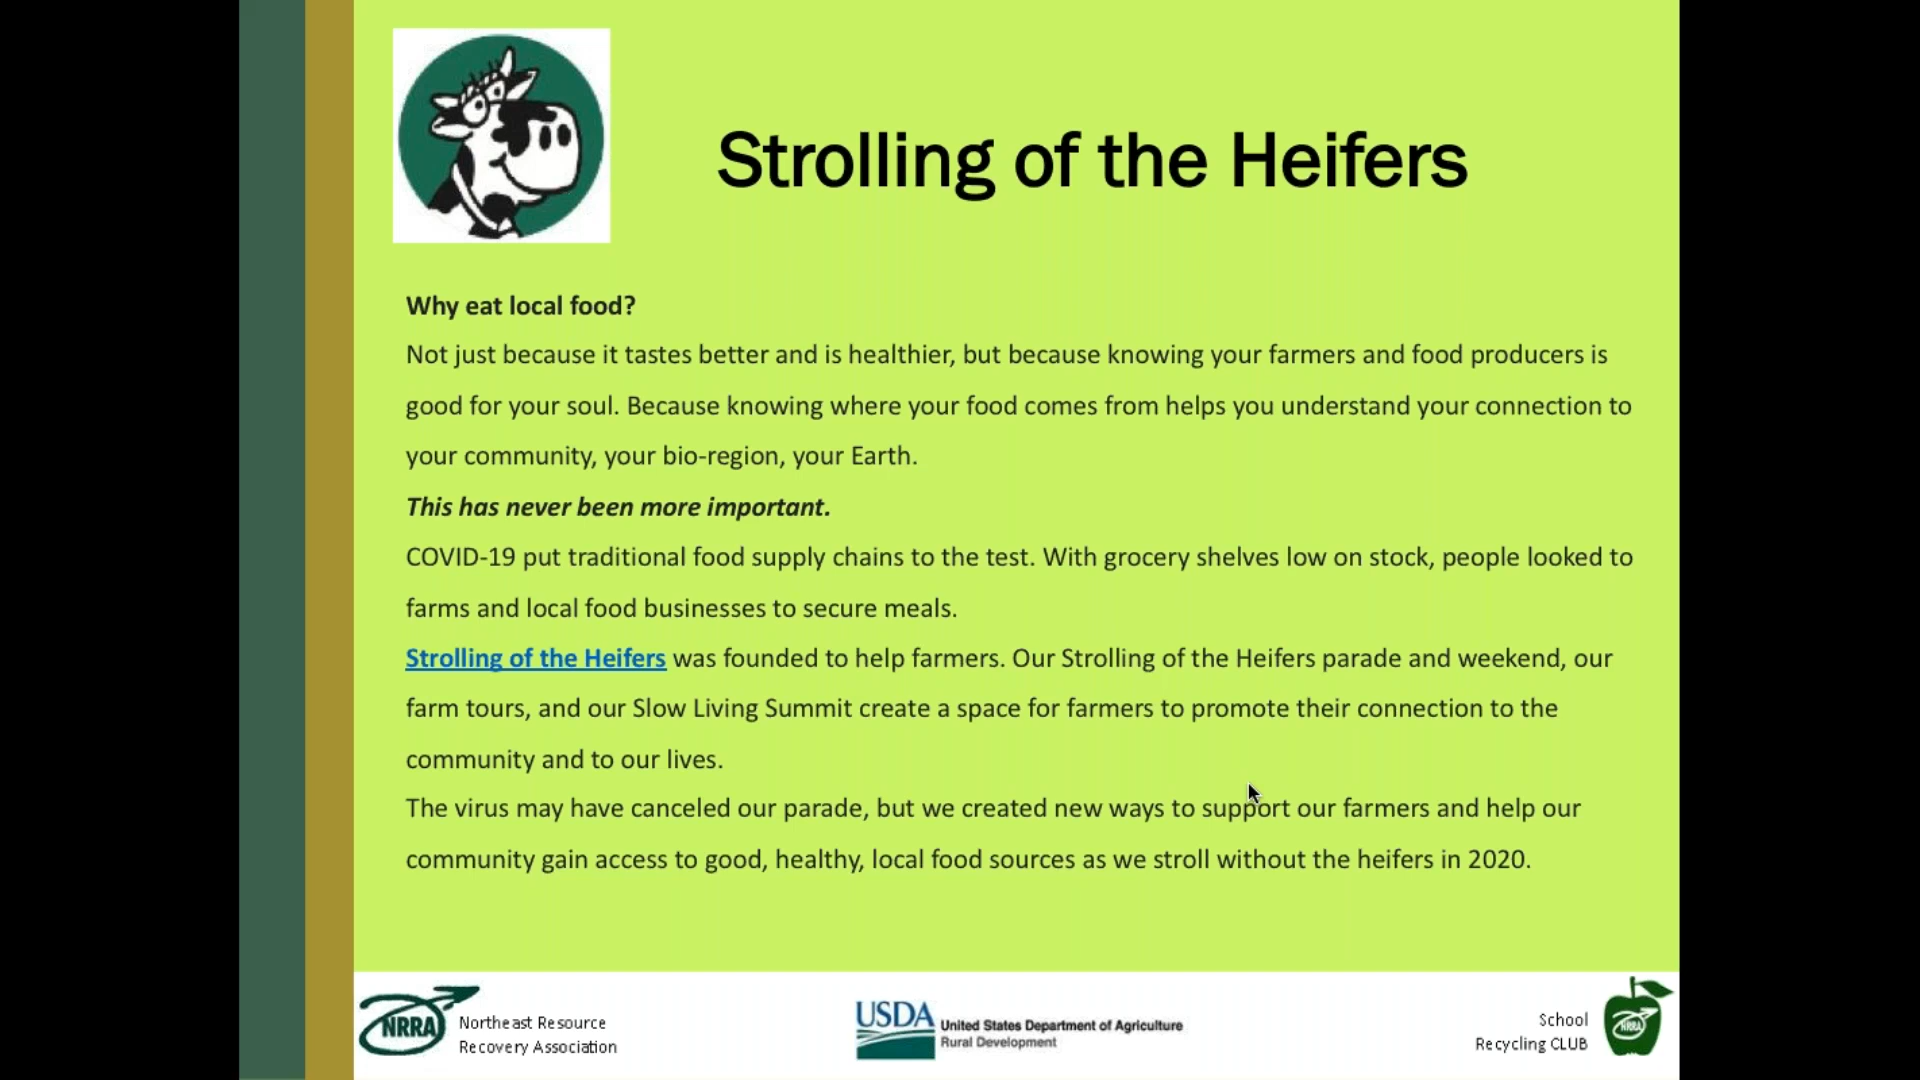 Strolling of the Heifers
Why eat local food?
Not just because it tastes better and is healthier, but because knowing your farmers and food producers is
good for your soul. Because knowing where your food comes from helps you understand your connection to
your community, your bio-region, your Earth.
This has never been more important.
COVID-19 put traditional food supply chains to the test. With grocery shelves low on stock, people looked to
farms and local food businesses to secure meals.
Strolling of the Heifers was founded to help farmers. Our Strolling of the Heifers parade and weekend, our
farm tours, and our Slow Living Summit create a space for farmers to promote their connection to the
community and to our lives.
The virus may have canceled our parade, but we created new ways to support our farmers and help our
community gain access to good, healthy, local food sources as we stroll without the heifers in 2020.
NRRA
Northeast Resource
Recovery Association
USDA
United States Department of Agriculture
Rural Development
School
Recycling CLUB
NRRA